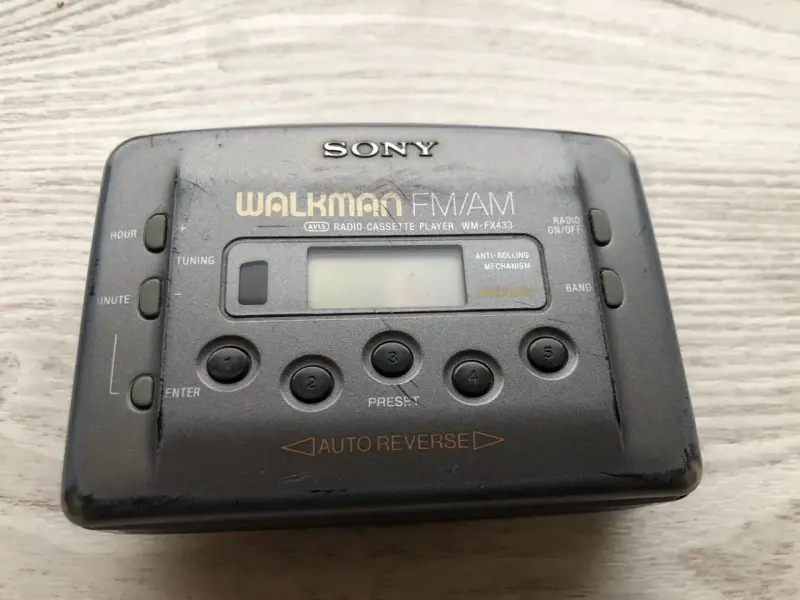 SONY
WALKMAN FM/AM
AVLS RADIO CASSETTE PLAYER WM-FX433
HOUR
+
TUNING
-
MINUTE
ENTER
ANTI-ROLLING
MECHANISM
RADIO
ON/OFF
BAND
1
2
3
4
5
PRESET
AUTO REVERSE